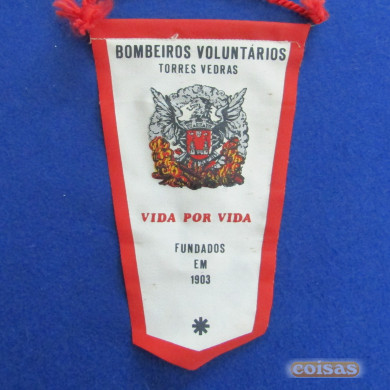 BOMBEIROS VOLUNTÁRIOS
TORRES VEDRAS
VIDA POR VIDA
FUNDADOS
EM
1903
coisas